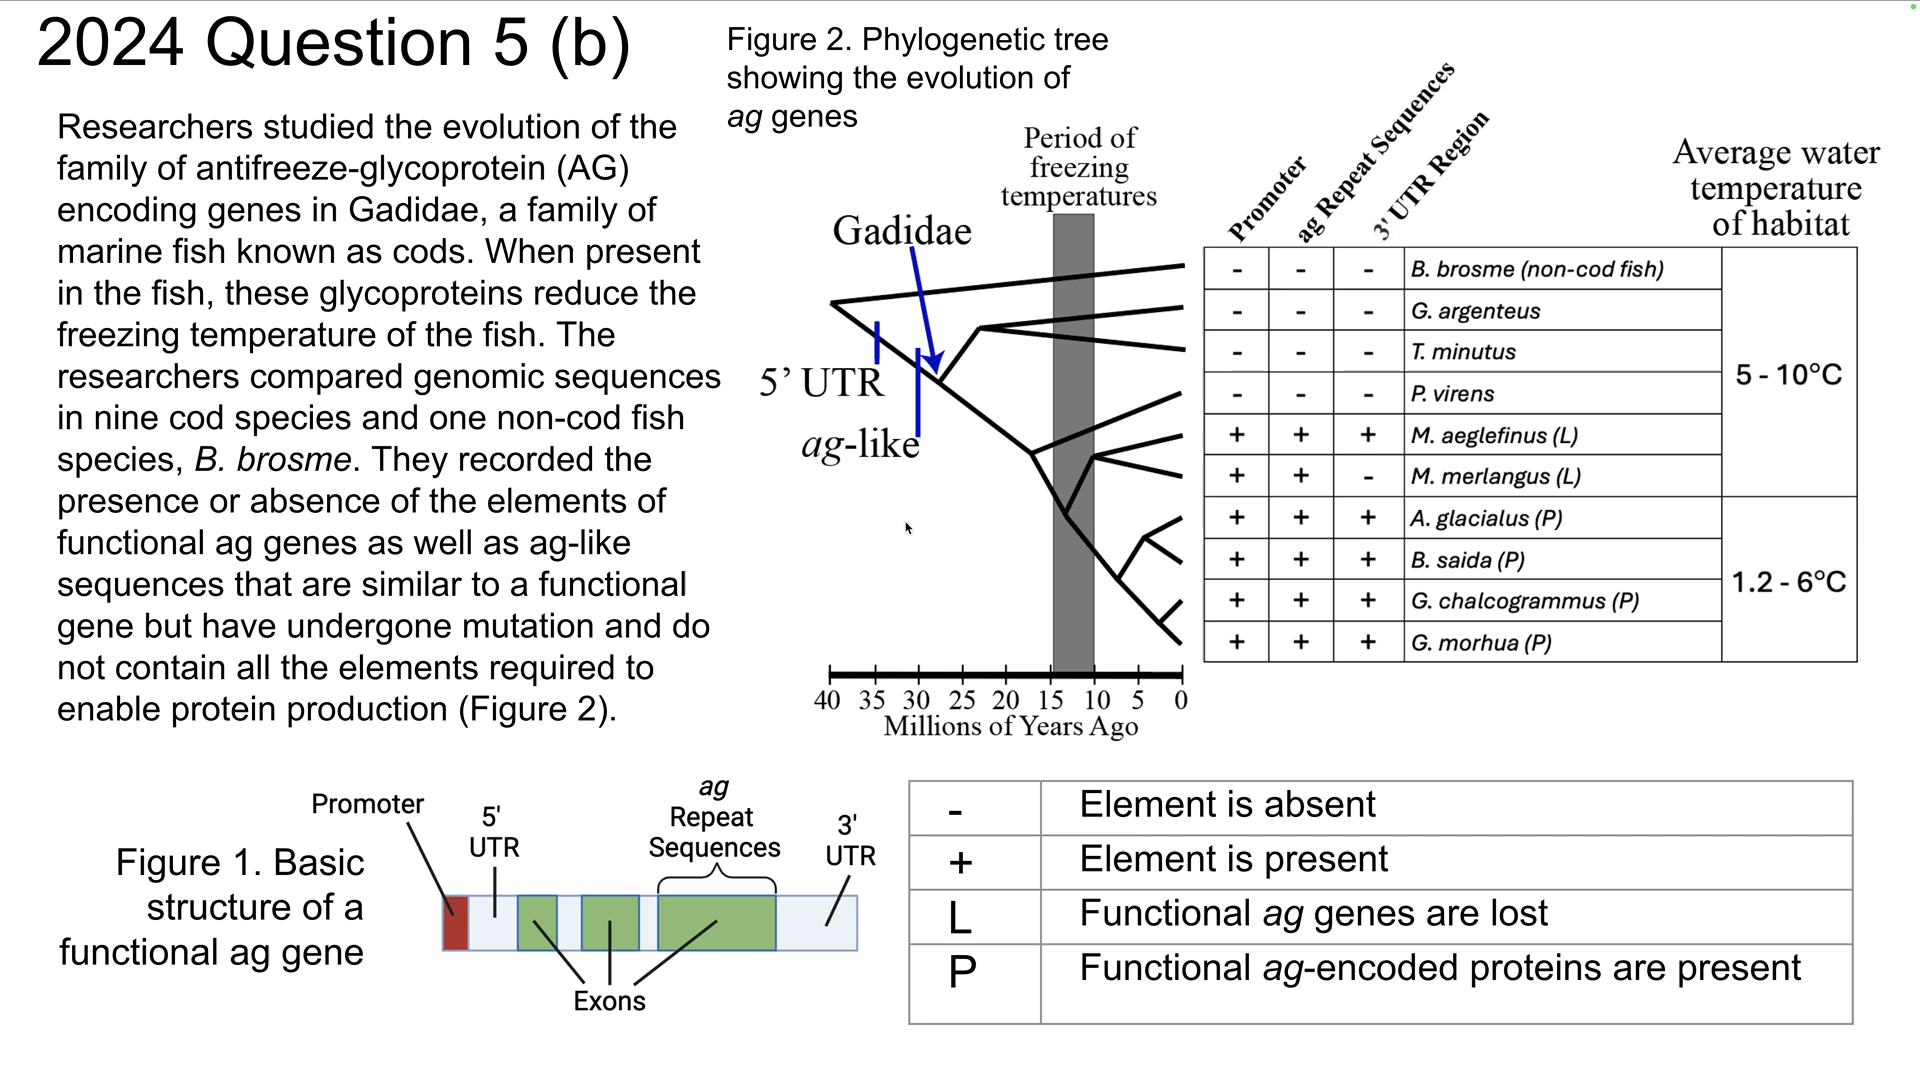 2024 Question 5 (b)
Researchers studied the evolution of the
family of antifreeze-glycoprotein (AG)
encoding genes in Gadidae, a family of
marine fish known as cods. When present
in the fish, these glycoproteins reduce the
freezing temperature of the fish. The
researchers compared genomic sequences
in nine cod species and one non-cod fish
species, B. brosme. They recorded the
presence or absence of the elements of
functional ag genes as well as ag-like
sequences that are similar to a functional
gene but have undergone mutation and do
not contain all the elements required to
enable protein production (Figure 2).
Figure 2. Phylogenetic tree
showing the evolution of
ag genes
Period of
freezing
temperatures
Gadidae
5’ UTR
ag-like
40 35 30 25 20 15 10 5 0
Millions of Years Ago
Promoter
ag Repeat Sequences
3' UTR Region
Average water
temperature
of habitat
- - - B. brosme (non-cod fish)
- - - G. argenteus
- - - T. minutus
- - - P. virens
+ + + M. aeglefinus (L)
+ + - M. merlangus (L)
5 - 10°C
+ + + A. glacialus (P)
+ + + B. saida (P)
+ + + G. chalcogrammus (P)
+ + + G. morhua (P)
1.2 - 6°C
Figure 1. Basic
structure of a
functional ag gene
Promoter
5'
UTR
ag
Repeat
Sequences
3'
UTR
Exons
- Element is absent
+ Element is present
L Functional ag genes are lost
P Functional ag-encoded proteins are present